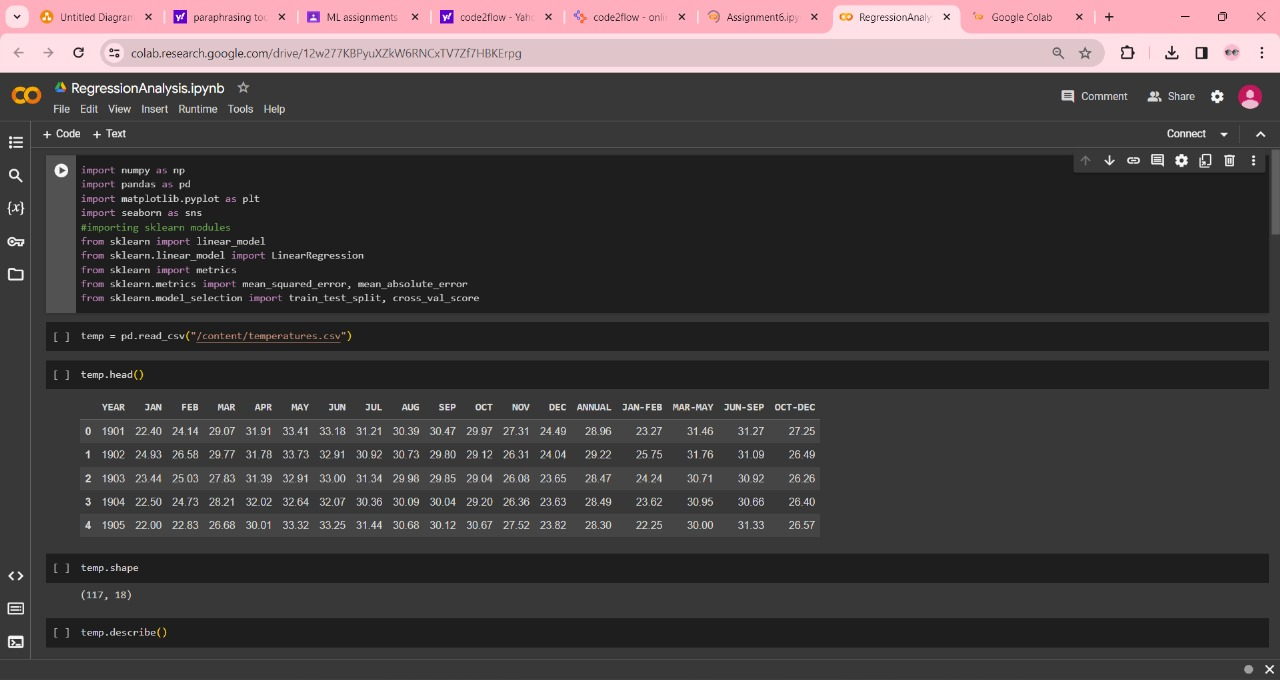 Untitled Diagram
paraphrasing too
ML assignments
code2flow - Yaho
code2flow - onli
Assignment6.ipy
RegressionAnaly
Google Colab
colab.research.google.com/drive/12w277KBPyuXZkW6RNCxTV7Zf7HBKErpg
RegressionAnalysis.ipynb
Comment Share
File Edit View Insert Runtime Tools Help
+ Code + Text Connect
import numpy as np
import pandas as pd
import matplotlib.pyplot as plt
import seaborn as sns
#importing sklearn modules
from sklearn import linear_model
from sklearn.linear_model import LinearRegression
from sklearn import metrics
from sklearn.metrics import mean_squared_error, mean_absolute_error
from sklearn.model_selection import train_test_split, cross_val_score
[ ] temp = pd.read_csv("/content/temperatures.csv")
[ ] temp.head()
YEAR JAN FEB MAR APR MAY JUN JUL AUG SEP OCT NOV DEC ANNUAL JAN-FEB MAR-MAY JUN-SEP OCT-DEC
0 1901 22.40 24.14 29.07 31.91 33.41 33.18 31.21 30.39 30.47 29.97 27.31 24.49 28.96 23.27 31.46 31.27 27.25
1 1902 24.93 26.58 29.77 31.78 33.73 32.91 30.92 30.73 29.80 29.12 26.31 24.04 29.22 25.75 31.76 31.09 26.49
2 1903 23.44 25.03 27.83 31.39 32.91 33.00 31.34 29.98 29.85 29.04 26.08 23.65 28.47 24.24 30.71 30.92 26.26
3 1904 22.50 24.73 28.21 32.02 32.64 32.07 30.36 30.09 30.04 29.20 26.36 23.63 28.49 23.62 30.95 30.66 26.40
4 1905 22.00 22.83 26.68 30.01 33.32 33.25 31.44 30.68 30.12 30.67 27.52 23.82 28.30 22.25 30.00 31.33 26.57
[ ] temp.shape
(117, 18)
[ ] temp.describe()